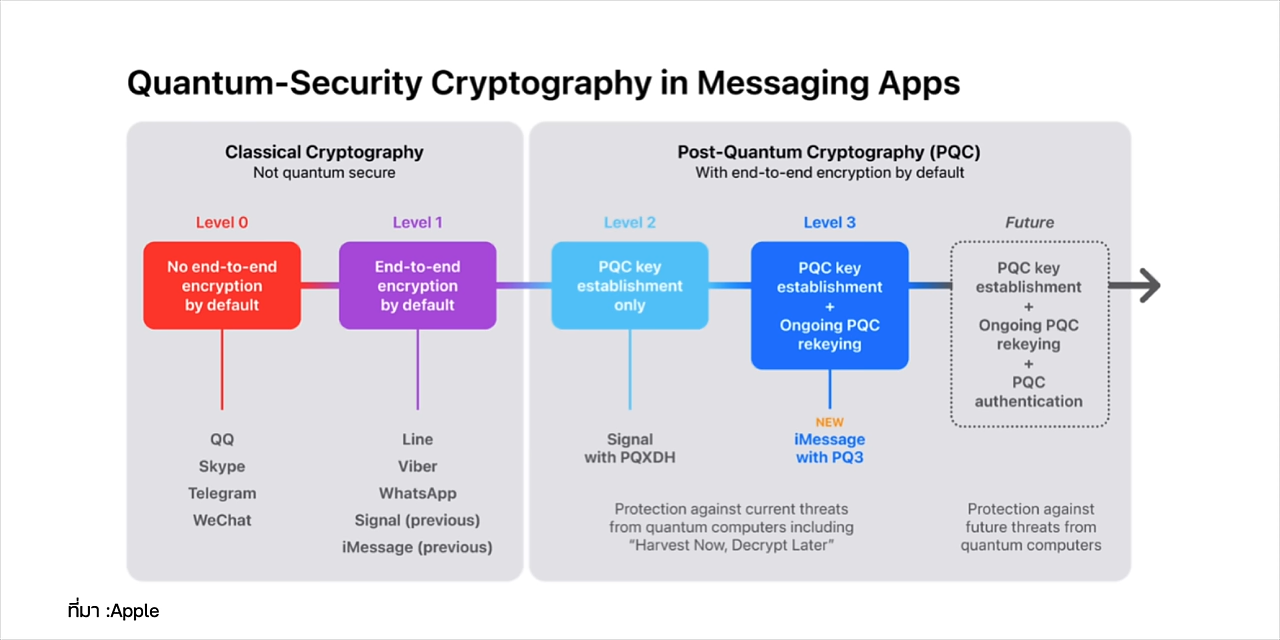 Quantum-Security Cryptography in Messaging Apps
Classical Cryptography
Not quantum secure
Level 0
No end-to-end
encryption
by default
QQ
Skype
Telegram
WeChat
Level 1
End-to-end
encryption
by default
Line
Viber
WhatsApp
Signal (previous)
iMessage (previous)
Post-Quantum Cryptography (PQC)
With end-to-end encryption by default
Level 2
PQC key
establishment
only
Signal
with PQXDH
Level 3
PQC key
establishment
+
Ongoing PQC
rekeying
NEW
iMessage
with PQ3
Protection against current threats
from quantum computers including
“Harvest Now, Decrypt Later”
Future
PQC key
establishment
+
Ongoing PQC
rekeying
+
PQC
authentication
Protection against
future threats from
quantum computers
ที่มา :Apple